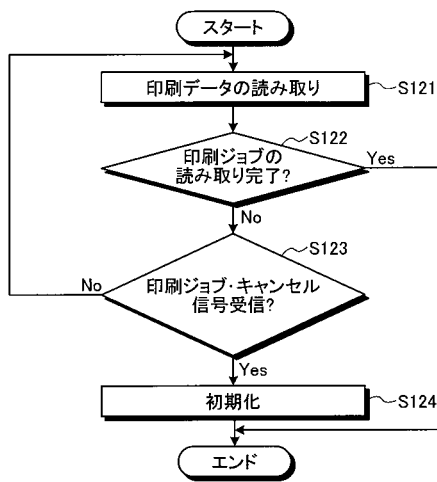 スタート
印刷データの読み取り
S121
S122
印刷ジョブの
読み取り完了?
Yes
No
S123
印刷ジョブ・キャンセル
信号受信?
No
Yes
初期化
S124
エンド